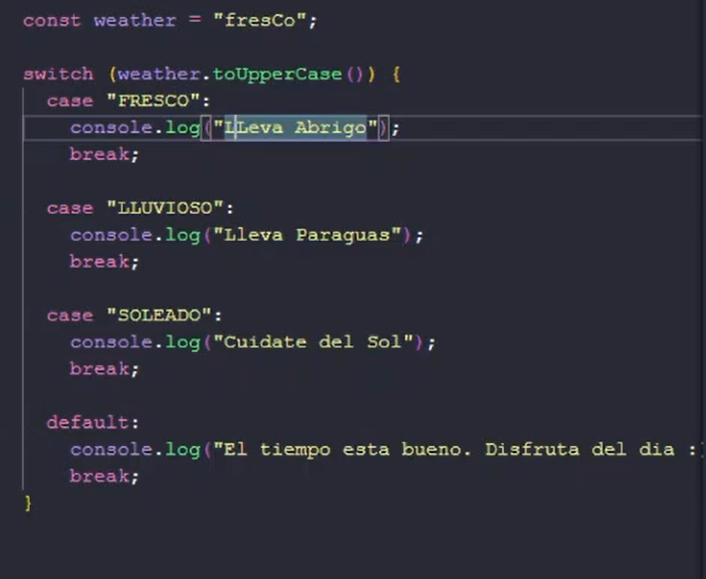 const weather = "fresCo";
switch (weather.toUpperCase()) {
case "FRESCO":
console.log("LLeva Abrigo");
break;
case "LLUVIOSO":
console.log("Lleva Paraguas");
break;
case "SOLEADO":
console.log("Cuidate del Sol");
break;
default:
console.log("El tiempo esta bueno. Disfruta del dia :
break;
}